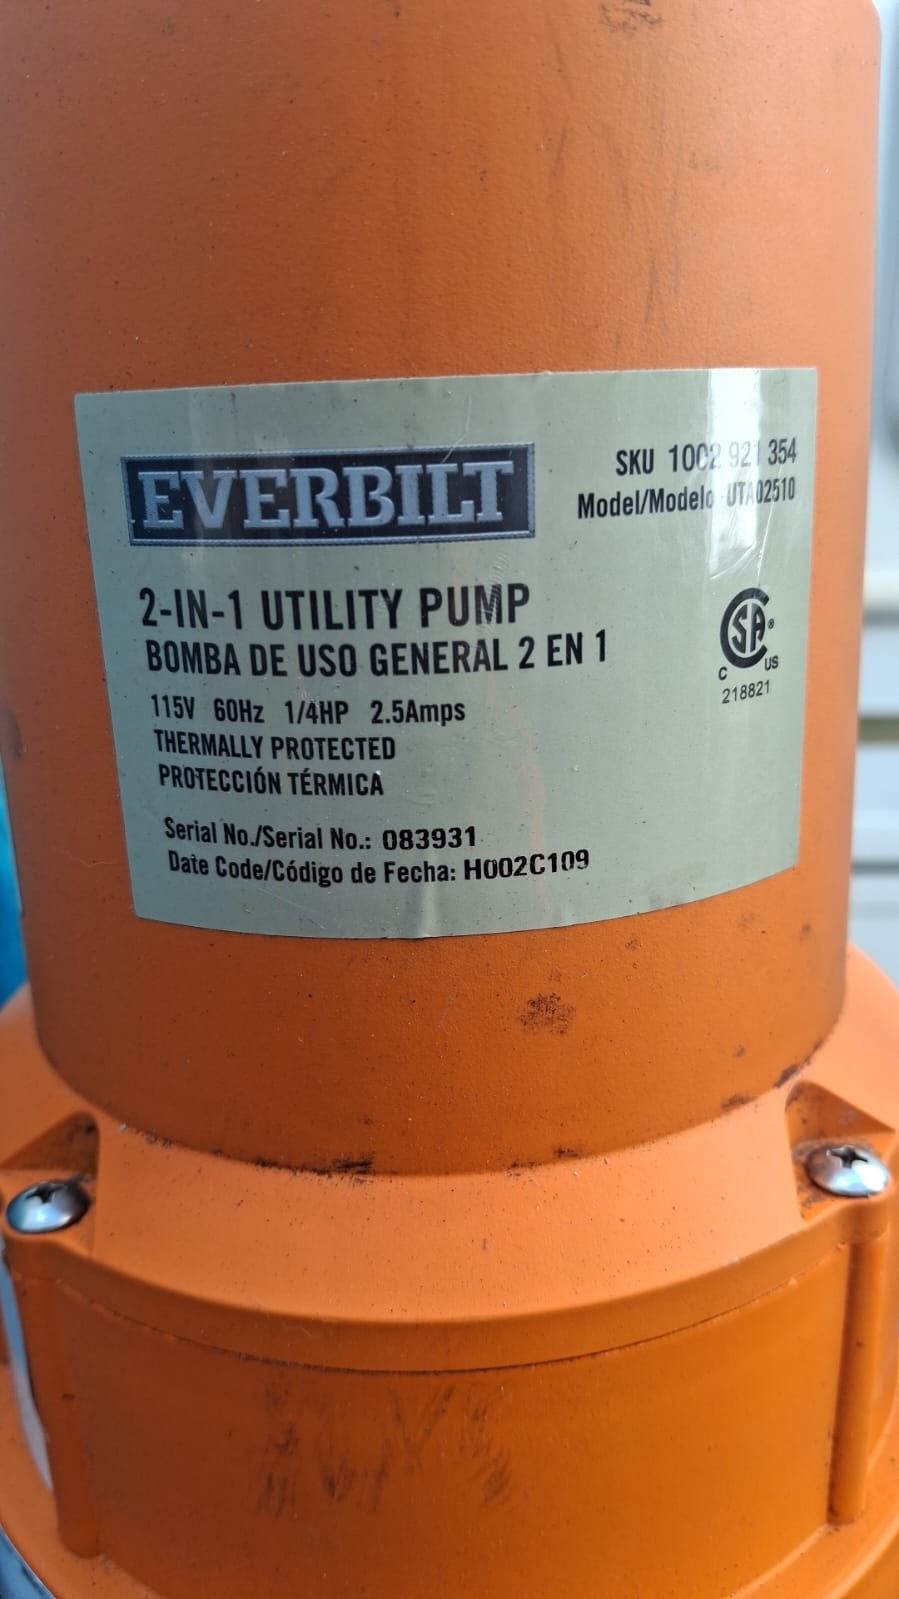 EVERBILT
SKU 1002 921 354
Model/Modelo UTA02510
2-IN-1 UTILITY PUMP
BOMBA DE USO GENERAL 2 EN 1
115V 60Hz 1/4HP 2.5Amps
THERMALLY PROTECTED
PROTECCIÓN TÉRMICA
Serial No./Serial No.: 083931
Date Code/Código de Fecha: H002C109
CSA®
C US
218821